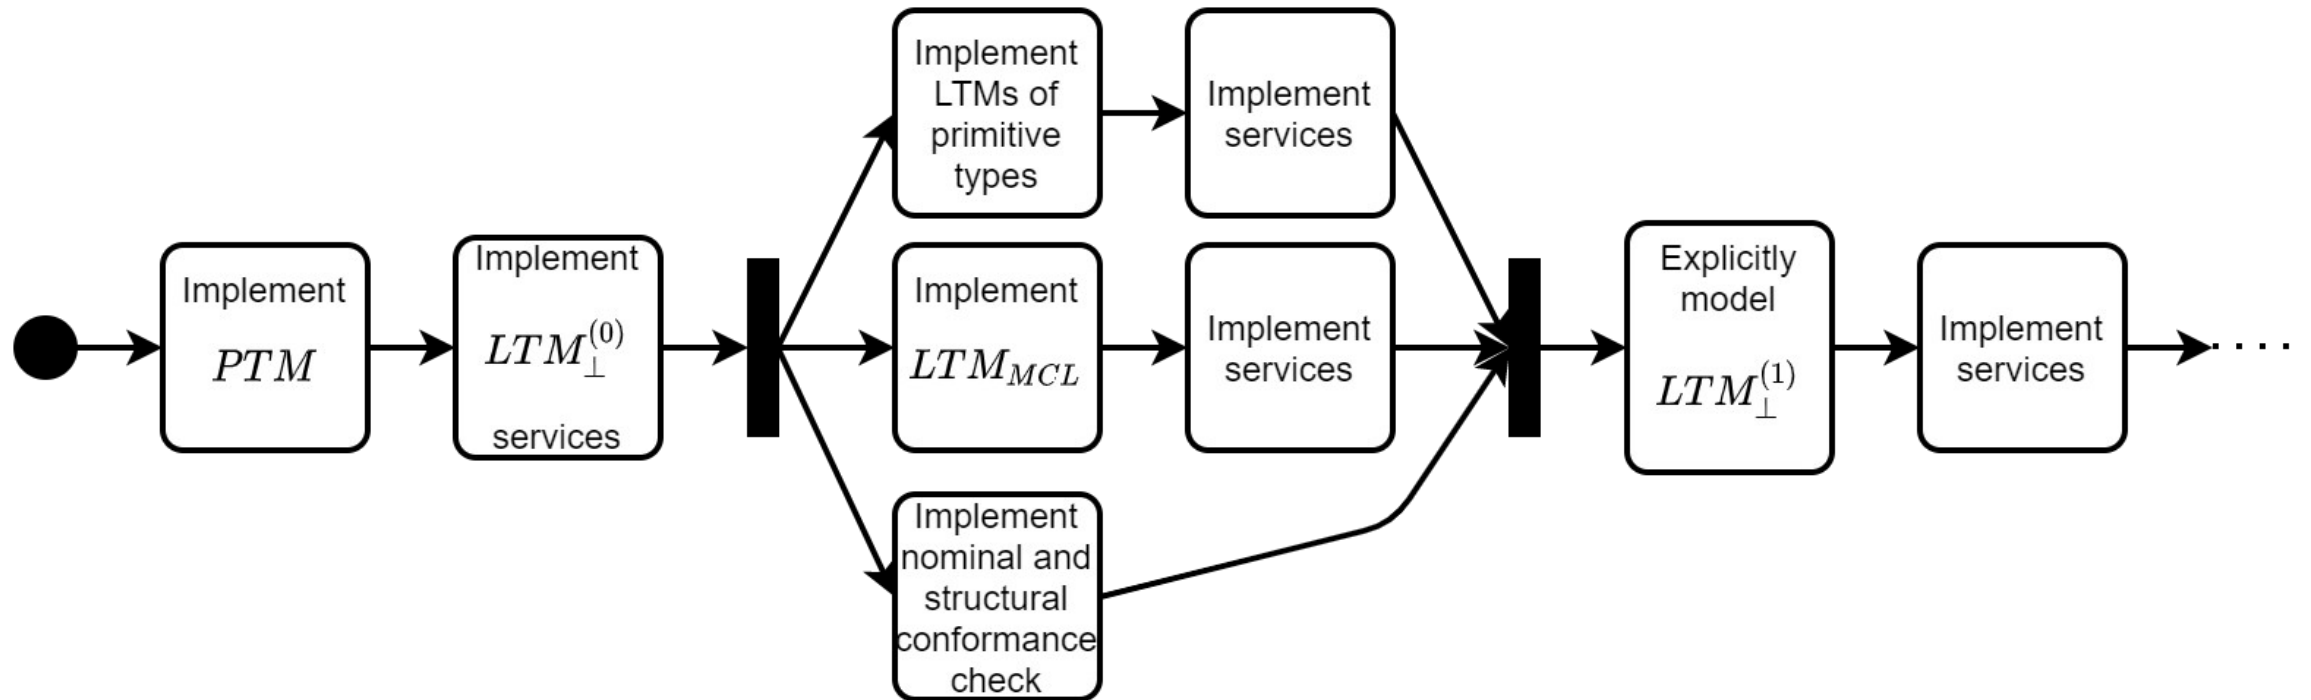 Implement
PTM
Implement
LTM⊥^(0)
services
Implement
LTMs of
primitive
types
Implement
services
Implement
LTM_MCL
Implement
services
Implement
nominal and
structural
conformance
check
Explicitly
model
LTM⊥^(1)
Implement
services
....